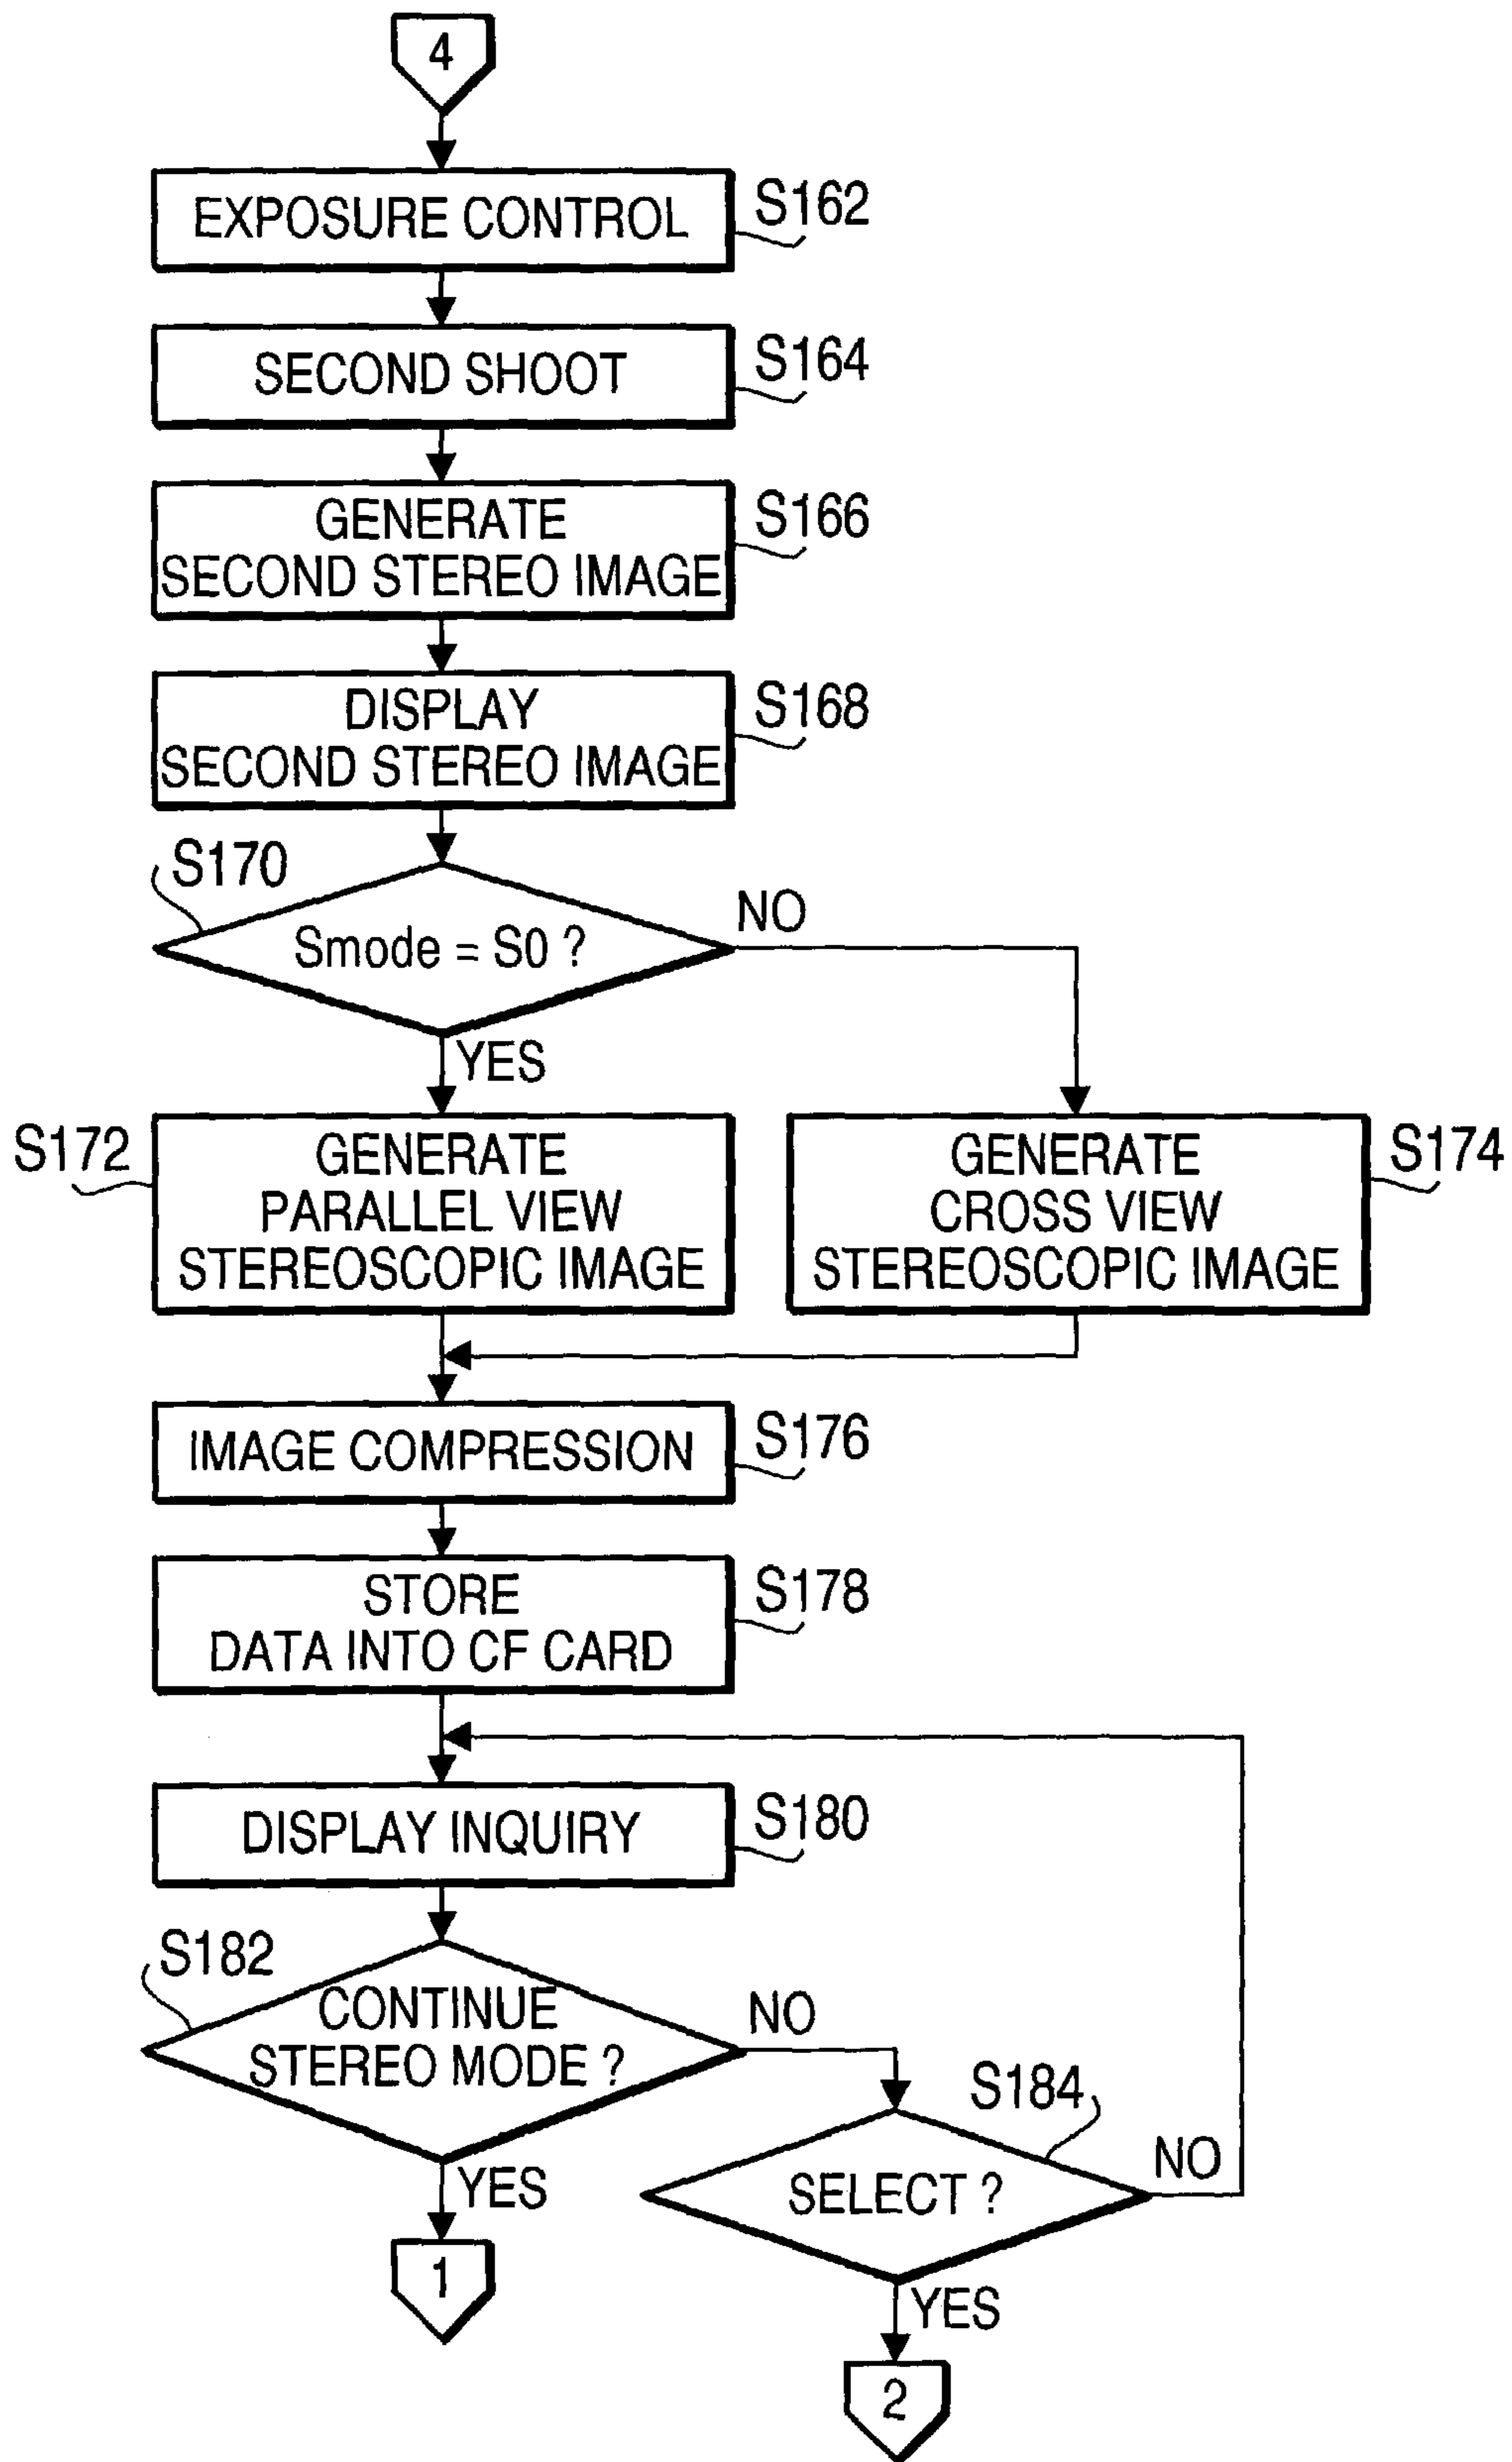 4
EXPOSURE CONTROL
S162
SECOND SHOOT
S164
GENERATE
SECOND STEREO IMAGE
S166
DISPLAY
SECOND STEREO IMAGE
S168
S170
Smode = S0 ?
NO
YES
S172
GENERATE
PARALLEL VIEW
STEREOSCOPIC IMAGE
GENERATE
CROSS VIEW
STEREOSCOPIC IMAGE
S174
IMAGE COMPRESSION
S176
STORE
DATA INTO CF CARD
S178
DISPLAY INQUIRY
S180
S182
CONTINUE
STEREO MODE ?
NO
YES
S184
SELECT ?
NO
YES
1
2